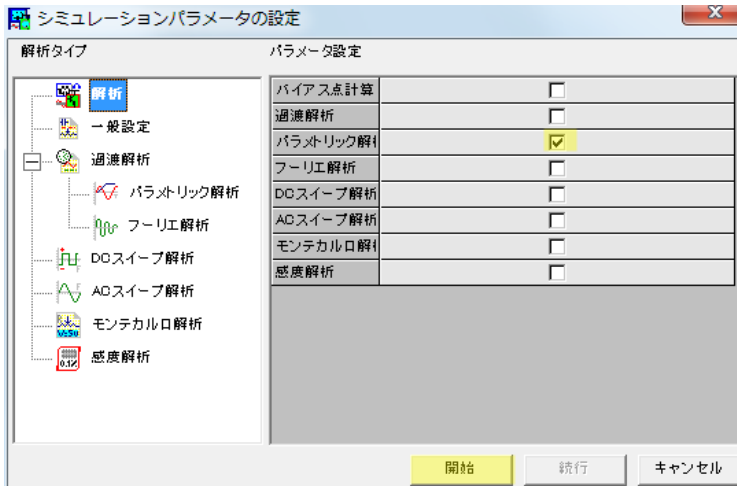 シミュレーションパラメータの設定
解析タイプ
パラメータ設定
解析
一般設定
過渡解析
パラメトリック解析
フーリエ解析
DCスイープ解析
ACスイープ解析
モンテカルロ解析
感度解析
バイアス点計算
過渡解析
パラメトリック解
フーリエ解析
DCスイープ解析
ACスイープ解析
モンテカルロ解
感度解析
開始
続行
キャンセル